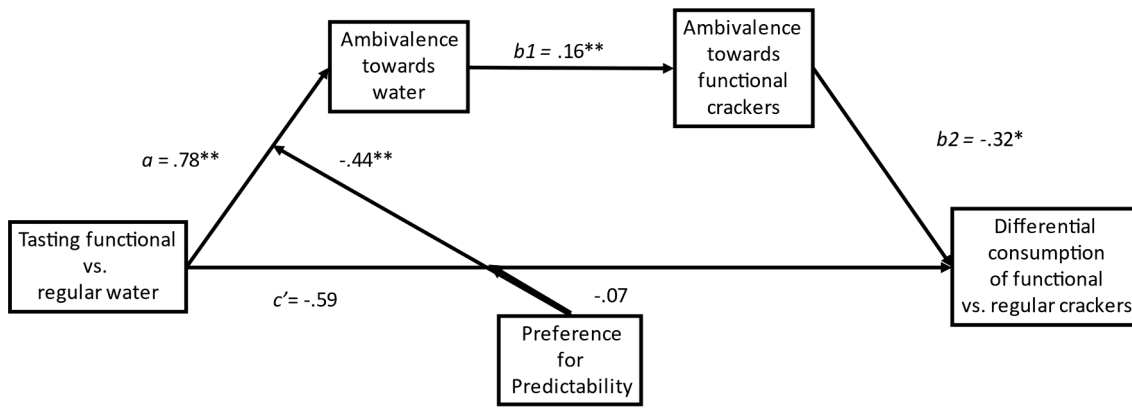 Ambivalence
towards
water
b1 = .16**
Ambivalence
towards
functional
crackers
a = .78**
-.44**
b2 = -.32*
Tasting functional
vs.
regular water
c’= -.59
-.07
Differential
consumption
of functional
vs. regular crackers
Preference
for
Predictability